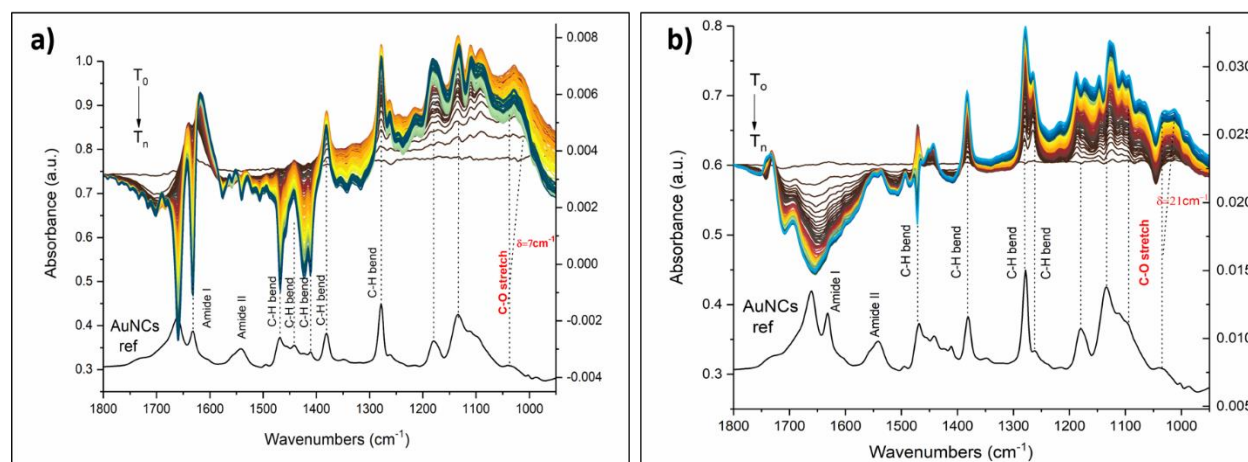 a)
1.0
0.9
0.8
0.7
0.6
0.5
0.4
0.3
Absorbance (a.u.)
T0
Tn
AuNCs
ref
Amide I
Amide II
C-H bend
C-H bend
C-H bend
C-H bend
C-H bend
C-O stretch
δ=7cm-1
0.008
0.006
0.004
0.002
0.000
-0.002
-0.004
1800 1700 1600 1500 1400 1300 1200 1100 1000
Wavenumbers (cm-1)
b)
0.8
0.7
0.6
0.5
0.4
0.3
Absorbance (a.u.)
To
Tn
AuNCs
ref
Amide I
Amide II
C-H bend
C-H bend
C-H bend
C-H bend
C-O stretch
δ=21cm-1
0.030
0.025
0.020
0.015
0.010
0.005
1800 1700 1600 1500 1400 1300 1200 1100 1000
Wavenumbers (cm-1)